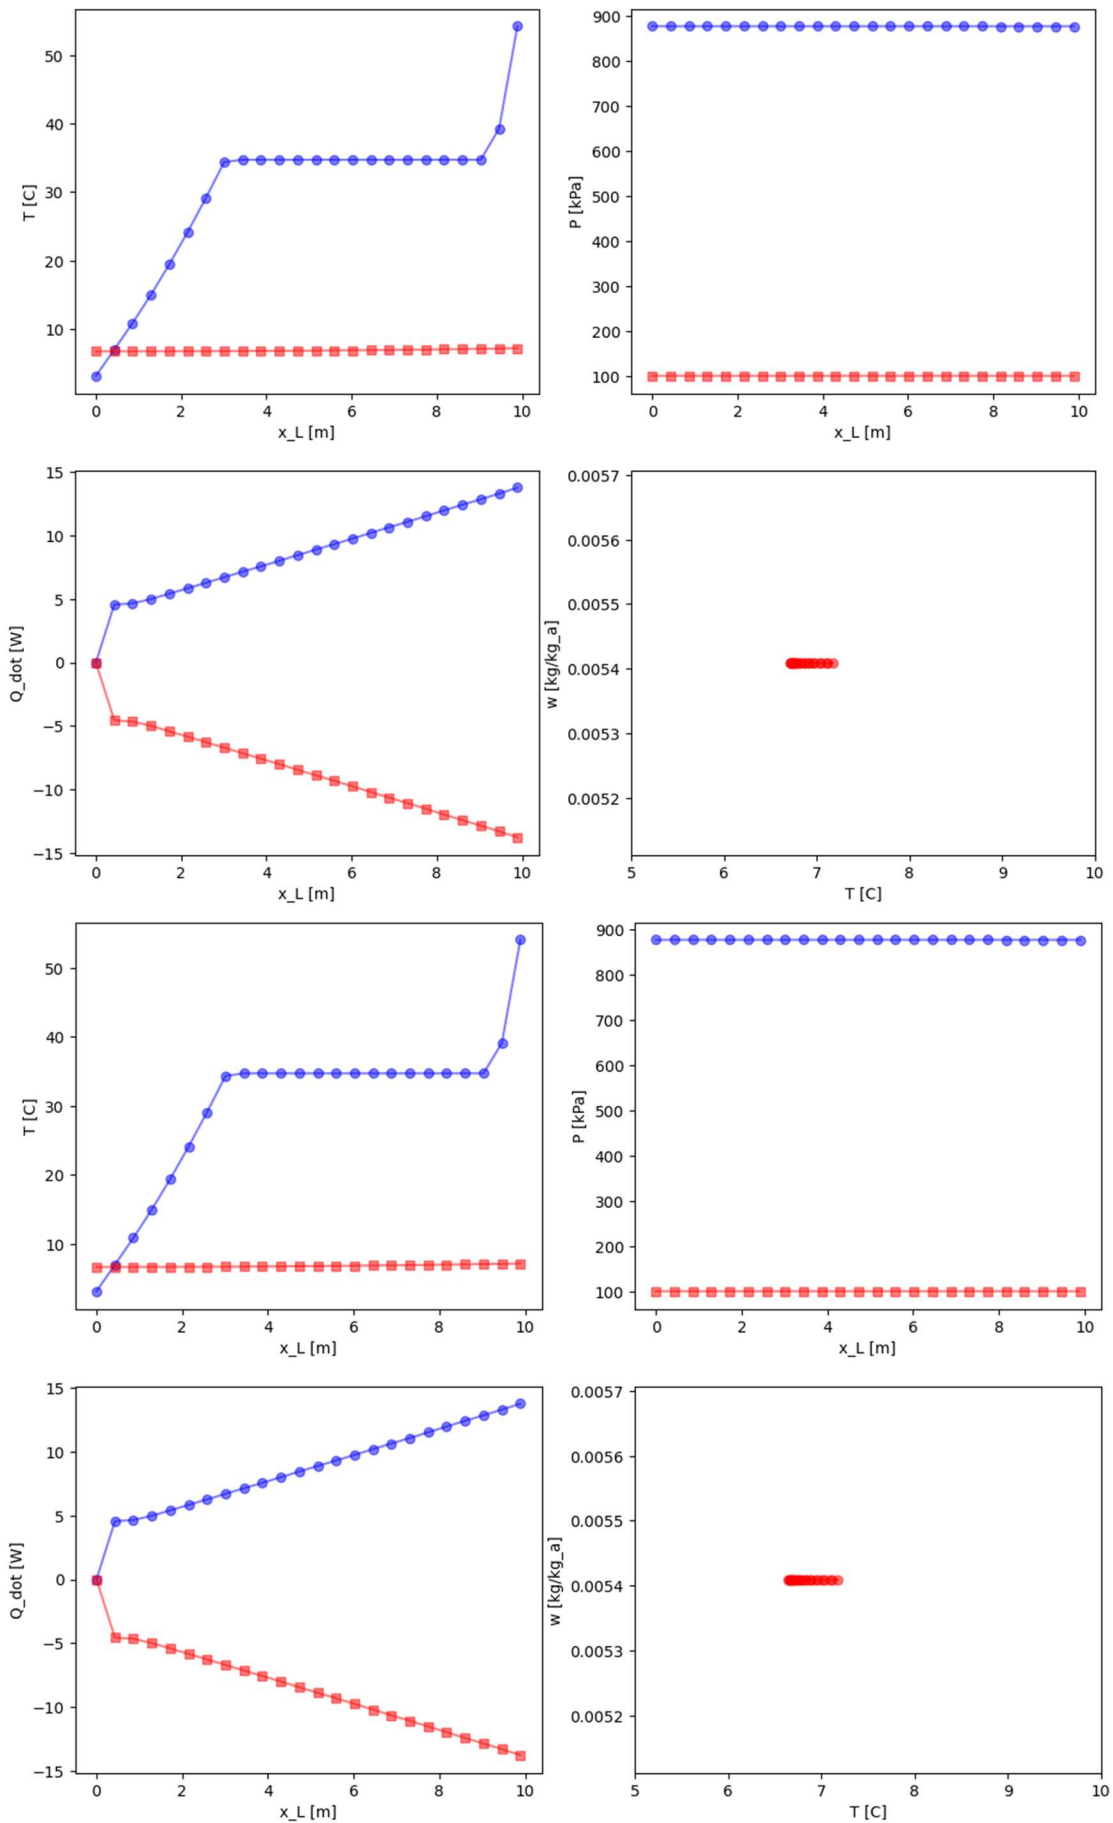 50
40
30
20
10
T [C]
0 2 4 6 8 10
x_L [m]
900
800
700
600
500
400
300
200
100
P [kPa]
0 2 4 6 8 10
x_L [m]
15
10
5
0
−5
−10
−15
Q_dot [W]
0 2 4 6 8 10
x_L [m]
0.0057
0.0056
0.0055
0.0054
0.0053
0.0052
w [kg/kg_a]
5 6 7 8 9 10
T [C]
50
40
30
20
10
T [C]
0 2 4 6 8 10
x_L [m]
900
800
700
600
500
400
300
200
100
P [kPa]
0 2 4 6 8 10
x_L [m]
15
10
5
0
−5
−10
−15
Q_dot [W]
0 2 4 6 8 10
x_L [m]
0.0057
0.0056
0.0055
0.0054
0.0053
0.0052
w [kg/kg_a]
5 6 7 8 9 10
T [C]